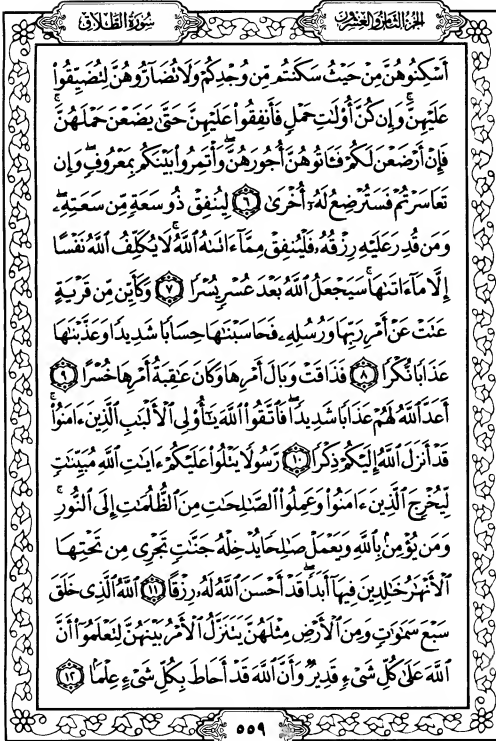 الجزء الثامن والعشرون
سورة الطلاق
أَسْكِنُوهُنَّ مِنْ حَيْثُ سَكَنتُم مِّن وُجْدِكُمْ وَلَا تُضَآرُّوهُنَّ لِتُضَيِّقُوا۟
عَلَيْهِنَّ ۚ وَإِن كُنَّ أُو۟لَٰتِ حَمْلٍ فَأَنفِقُوا۟ عَلَيْهِنَّ حَتَّىٰ يَضَعْنَ حَمْلَهُنَّ ۚ
فَإِنْ أَرْضَعْنَ لَكُمْ فَـَٔاتُوهُنَّ أُجُورَهُنَّ ۖ وَأْتَمِرُوا۟ بَيْنَكُم بِمَعْرُوفٍ ۖ وَإِن
تَعَاسَرْتُمْ فَسَتُرْضِعُ لَهُۥٓ أُخْرَىٰ ۝٦ لِيُنفِقْ ذُو سَعَةٍ مِّن سَعَتِهِۦ ۖ
وَمَن قُدِرَ عَلَيْهِ رِزْقُهُۥ فَلْيُنفِقْ مِمَّآ ءَاتَىٰهُ ٱللَّهُ ۚ لَا يُكَلِّفُ ٱللَّهُ نَفْسًا
إِلَّا مَآ ءَاتَىٰهَا ۚ سَيَجْعَلُ ٱللَّهُ بَعْدَ عُسْرٍ يُسْرًا ۝٧ وَكَأَيِّن مِّن قَرْيَةٍ
عَتَتْ عَنْ أَمْرِ رَبِّهَا وَرُسُلِهِۦ فَحَاسَبْنَٰهَا حِسَابًا شَدِيدًا وَعَذَّبْنَٰهَا
عَذَابًا نُّكْرًا ۝٨ فَذَاقَتْ وَبَالَ أَمْرِهَا وَكَانَ عَٰقِبَةُ أَمْرِهَا خُسْرًا ۝٩
أَعَدَّ ٱللَّهُ لَهُمْ عَذَابًا شَدِيدًا ۖ فَٱتَّقُوا۟ ٱللَّهَ يَٰٓأُو۟لِى ٱلْأَلْبَٰبِ ٱلَّذِينَ ءَامَنُوا۟ ۚ
قَدْ أَنزَلَ ٱللَّهُ إِلَيْكُمْ ذِكْرًا ۝١٠ رَّسُولًا يَتْلُوا۟ عَلَيْكُمْ ءَايَٰتِ ٱللَّهِ مُبَيِّنَٰتٍ
لِّيُخْرِجَ ٱلَّذِينَ ءَامَنُوا۟ وَعَمِلُوا۟ ٱلصَّٰلِحَٰتِ مِنَ ٱلظُّلُمَٰتِ إِلَى ٱلنُّورِ ۚ
وَمَن يُؤْمِنۢ بِٱللَّهِ وَيَعْمَلْ صَٰلِحًا يُدْخِلْهُ جَنَّٰتٍ تَجْرِى مِن تَحْتِهَا
ٱلْأَنْهَٰرُ خَٰلِدِينَ فِيهَآ أَبَدًا ۖ قَدْ أَحْسَنَ ٱللَّهُ لَهُۥ رِزْقًا ۝١١ ٱللَّهُ ٱلَّذِى خَلَقَ
سَبْعَ سَمَٰوَٰتٍ وَمِنَ ٱلْأَرْضِ مِثْلَهُنَّ يَتَنَزَّلُ ٱلْأَمْرُ بَيْنَهُنَّ لِتَعْلَمُوٓا۟ أَنَّ
ٱللَّهَ عَلَىٰ كُلِّ شَىْءٍ قَدِيرٌ وَأَنَّ ٱللَّهَ قَدْ أَحَاطَ بِكُلِّ شَىْءٍ عِلْمًۢا ۝١٢
٥٥٩